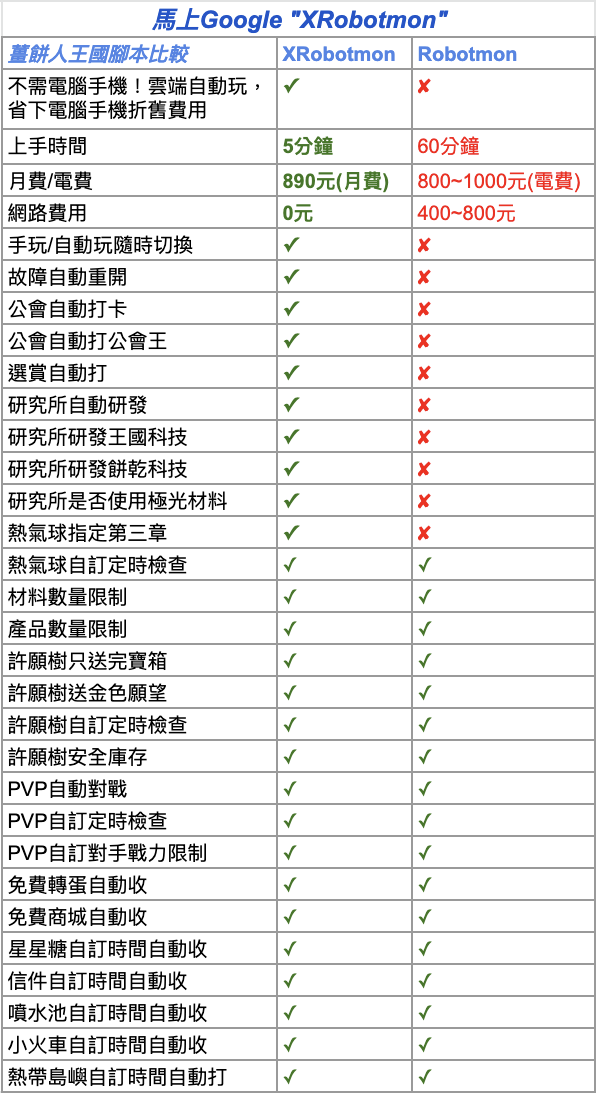 馬上Google "XRobotmon"
薑餅人王國腳本比較 XRobotmon Robotmon
不需電腦手機！雲端自動玩， ✓ ✘
省下電腦手機折舊費用
上手時間 5分鐘 60分鐘
月費/電費 890元(月費) 800~1000元(電費)
網路費用 0元 400~800元
手玩/自動玩隨時切換 ✓ ✘
故障自動重開 ✓ ✘
公會自動打卡 ✓ ✘
公會自動打公會王 ✓ ✘
選賞自動打 ✓ ✘
研究所自動研發 ✓ ✘
研究所研發王國科技 ✓ ✘
研究所研發餅乾科技 ✓ ✘
研究所是否使用極光材料 ✓ ✘
熱氣球指定第三章 ✓ ✘
熱氣球自訂定時檢查 ✓ ✓
材料數量限制 ✓ ✓
產品數量限制 ✓ ✓
許願樹只送完寶箱 ✓ ✓
許願樹送金色願望 ✓ ✓
許願樹自訂定時檢查 ✓ ✓
許願樹安全庫存 ✓ ✓
PVP自動對戰 ✓ ✓
PVP自訂定時檢查 ✓ ✓
PVP自訂對手戰力限制 ✓ ✓
免費轉蛋自動收 ✓ ✓
免費商城自動收 ✓ ✓
星星糖自訂時間自動收 ✓ ✓
信件自訂時間自動收 ✓ ✓
噴水池自訂時間自動收 ✓ ✓
小火車自訂時間自動收 ✓ ✓
熱帶島嶼自訂時間自動打 ✓ ✓